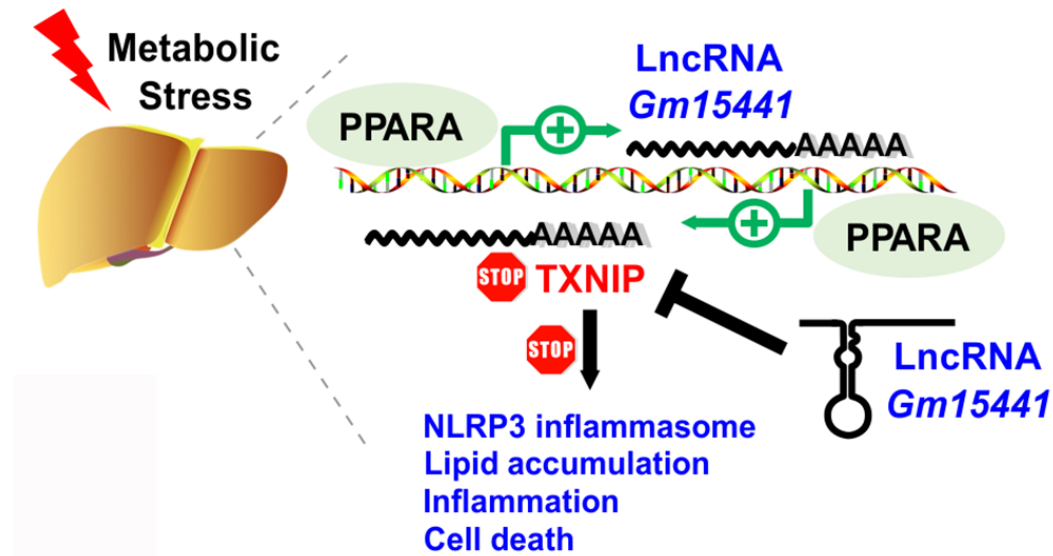 Metabolic
Stress
LncRNA
Gm15441
PPARA
AAAAA
AAAAA
PPARA
STOP TXNIP
STOP
LncRNA
Gm15441
NLRP3 inflammasome
Lipid accumulation
Inflammation
Cell death